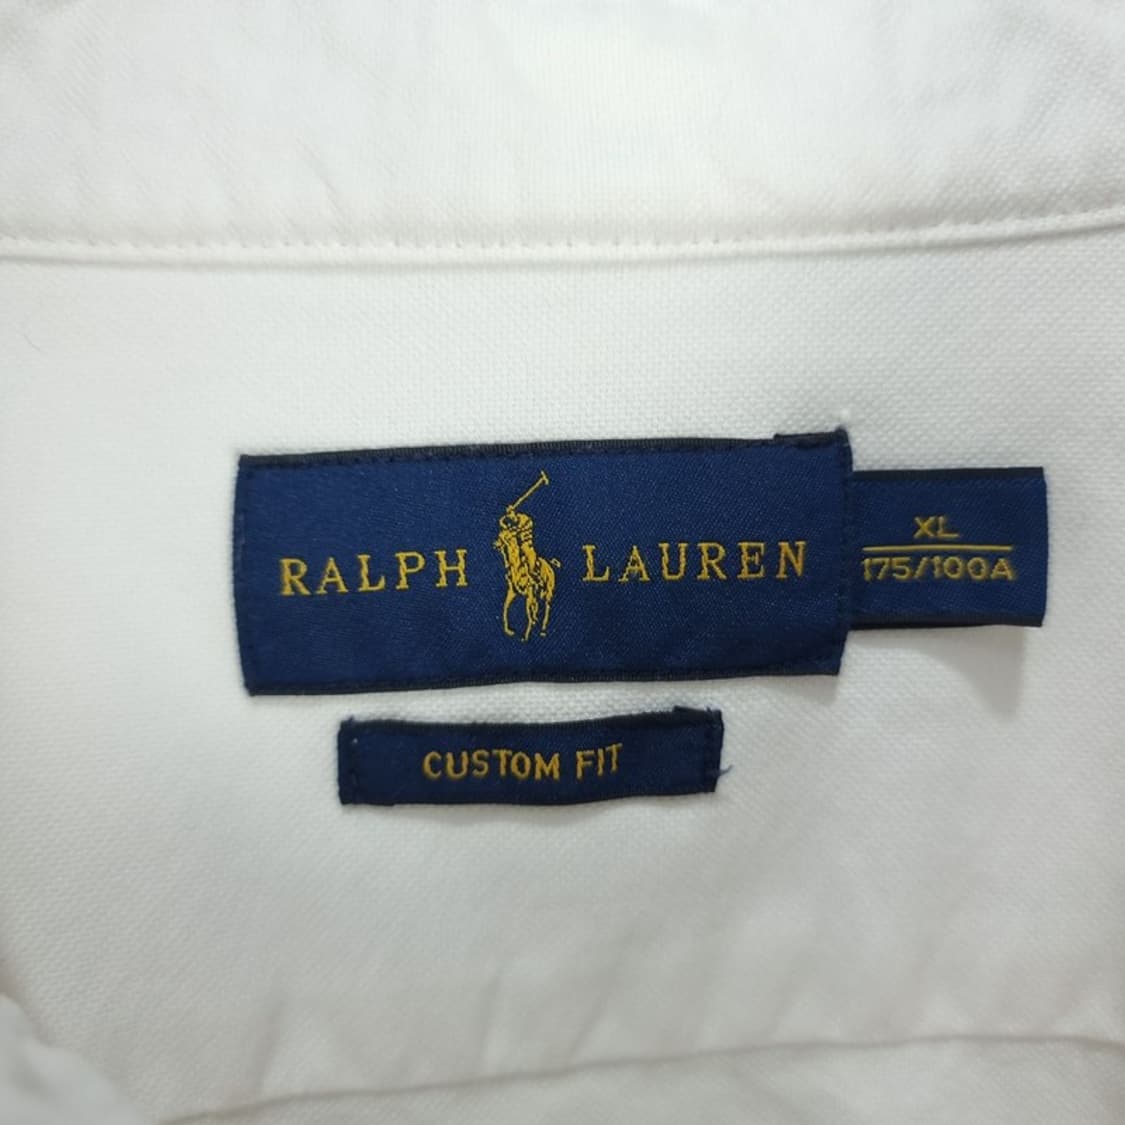 RALPH LAUREN
XL
175/100A
CUSTOM FIT